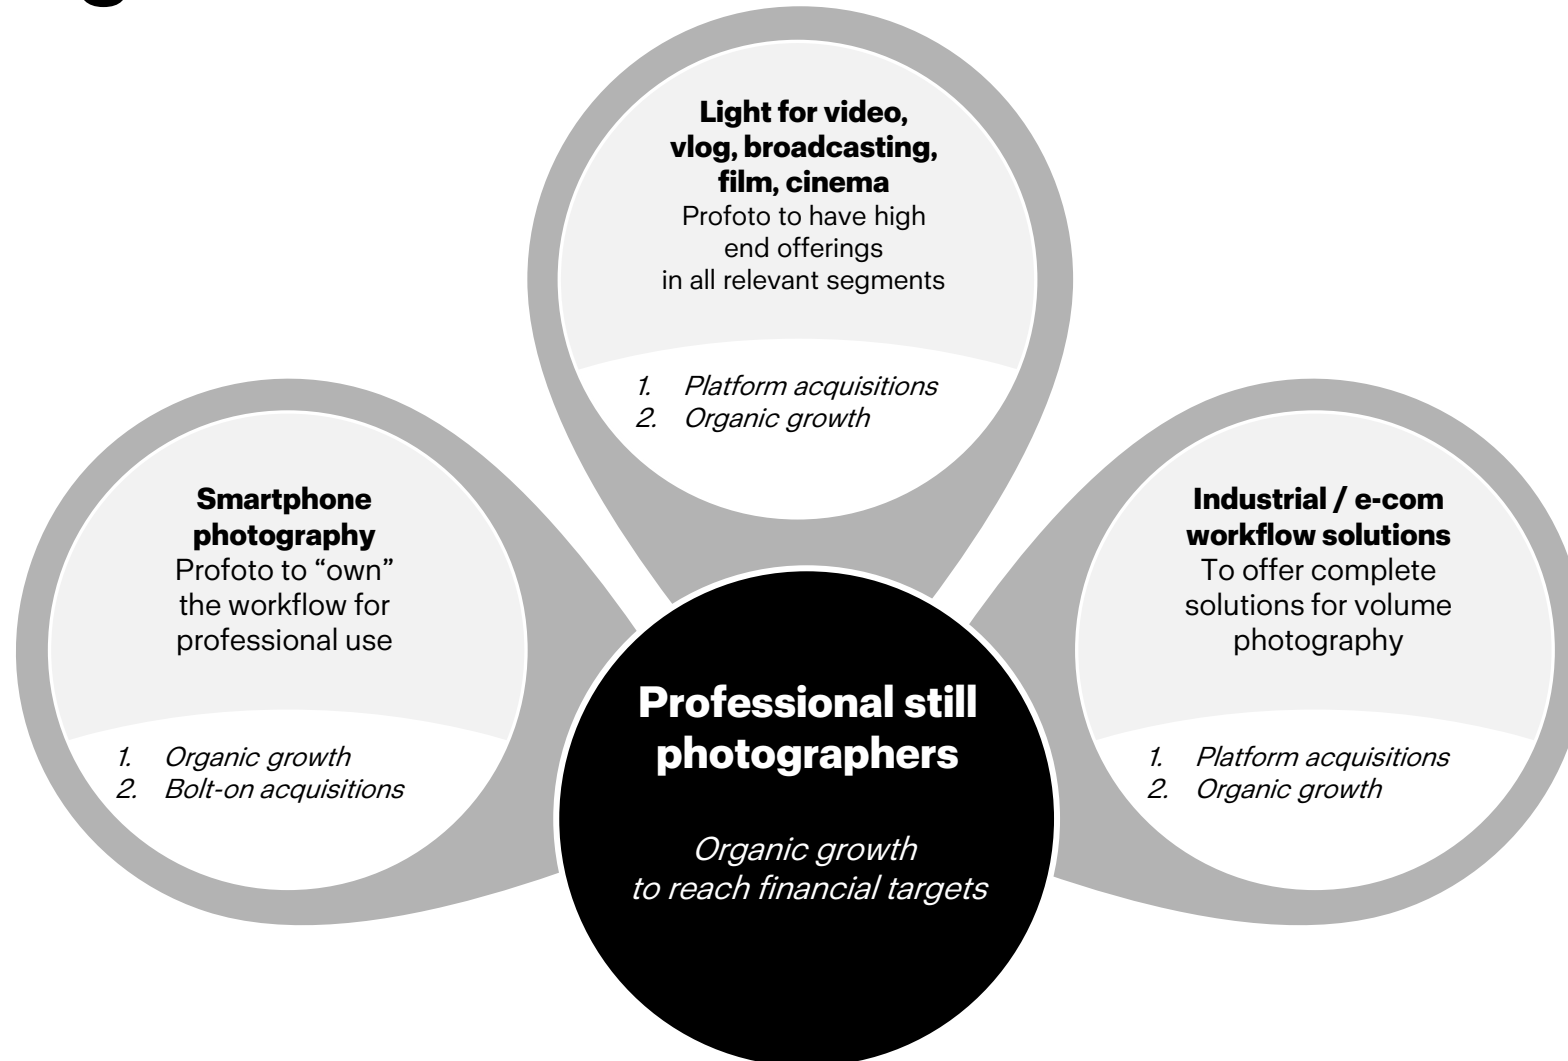 Light for video,
vlog, broadcasting,
film, cinema
Profoto to have high
end offerings
in all relevant segments
1. Platform acquisitions
2. Organic growth
Smartphone
photography
Profoto to “own”
the workflow for
professional use
1. Organic growth
2. Bolt-on acquisitions
Industrial / e-com
workflow solutions
To offer complete
solutions for volume
photography
1. Platform acquisitions
2. Organic growth
Professional still
photographers
Organic growth
to reach financial targets